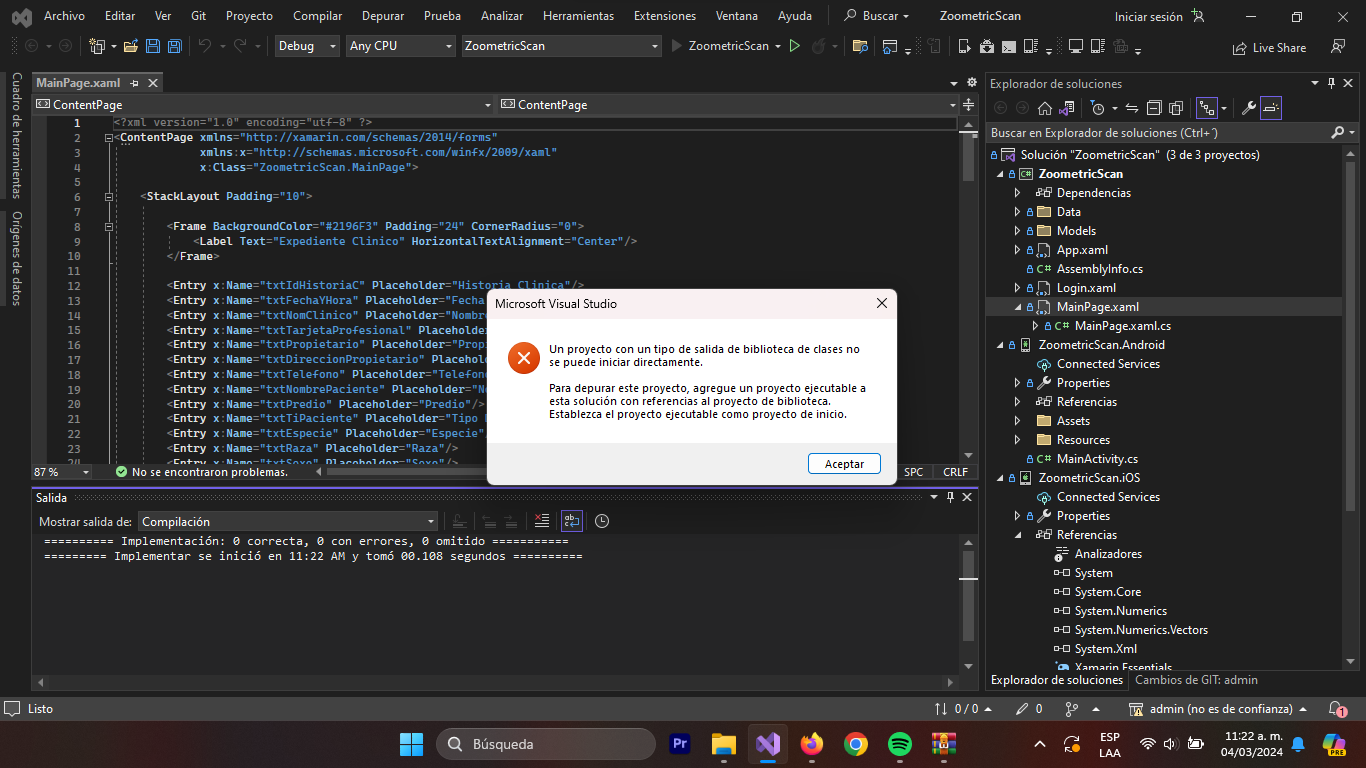 Archivo Editar Ver Git Proyecto Compilar Depurar Prueba Analizar Herramientas Extensiones Ventana Ayuda Buscar ZoometricScan Iniciar sesión
Debug Any CPU ZoometricScan ZoometricScan Live Share
Cuadro de herramientas
Orígenes de datos
MainPage.xaml
ContentPage ContentPage
1 <?xml version="1.0" encoding="utf-8" ?>
2 <ContentPage xmlns="http://xamarin.com/schemas/2014/forms"
3 xmlns:x="http://schemas.microsoft.com/winfx/2009/xaml"
4 x:Class="ZoometricScan.MainPage">
5
6 <StackLayout Padding="10">
7
8 <Frame BackgroundColor="#2196F3" Padding="24" CornerRadius="0">
9 <Label Text="Expediente Clinico" HorizontalTextAlignment="Center"/>
10 </Frame>
11
12 <Entry x:Name="txtIdHistoriaC" Placeholder="Historia Clinica"/>
13 <Entry x:Name="txtFechaYHora" Placeholder="Fecha
14 <Entry x:Name="txtNomClinico" Placeholder="Nombre
15 <Entry x:Name="txtTarjetaProfesional" Placeholder
16 <Entry x:Name="txtPropietario" Placeholder="Propi
17 <Entry x:Name="txtDireccionPropietario" Placehold
18 <Entry x:Name="txtTelefono" Placeholder="Telefono
19 <Entry x:Name="txtNombrePaciente" Placeholder="No
20 <Entry x:Name="txtPredio" Placeholder="Predio"/>
21 <Entry x:Name="txtTiPaciente" Placeholder="Tipo
22 <Entry x:Name="txtEspecie" Placeholder="Especie"/
23 <Entry x:Name="txtRaza" Placeholder="Raza"/>
24 <Entry x:Name="txtSexo" Placeholder="Sexo"/>
87 % No se encontraron problemas. SPC CRLF
Microsoft Visual Studio
Un proyecto con un tipo de salida de biblioteca de clases no
se puede iniciar directamente.
Para depurar este proyecto, agregue un proyecto ejecutable a
esta solución con referencias al proyecto de biblioteca.
Establezca el proyecto ejecutable como proyecto de inicio.
Aceptar
Salida
Mostrar salida de: Compilación
========== Implementación: 0 correcta, 0 con errores, 0 omitido ===========
========= Implementar se inició en 11:22 AM y tomó 00.108 segundos ==========
Explorador de soluciones
Buscar en Explorador de soluciones (Ctrl+´)
Solución "ZoometricScan" (3 de 3 proyectos)
ZoometricScan
Dependencias
Data
Models
App.xaml
AssemblyInfo.cs
Login.xaml
MainPage.xaml
MainPage.xaml.cs
ZoometricScan.Android
Connected Services
Properties
Referencias
Assets
Resources
MainActivity.cs
ZoometricScan.iOS
Connected Services
Properties
Referencias
Analizadores
System
System.Core
System.Numerics
System.Numerics.Vectors
System.Xml
Xamarin.Essentials
Explorador de soluciones Cambios de GIT: admin
Listo 0 / 0 0 admin (no es de confianza) 1
Búsqueda Pr ESP LAA 11:22 a. m. 04/03/2024 PRE